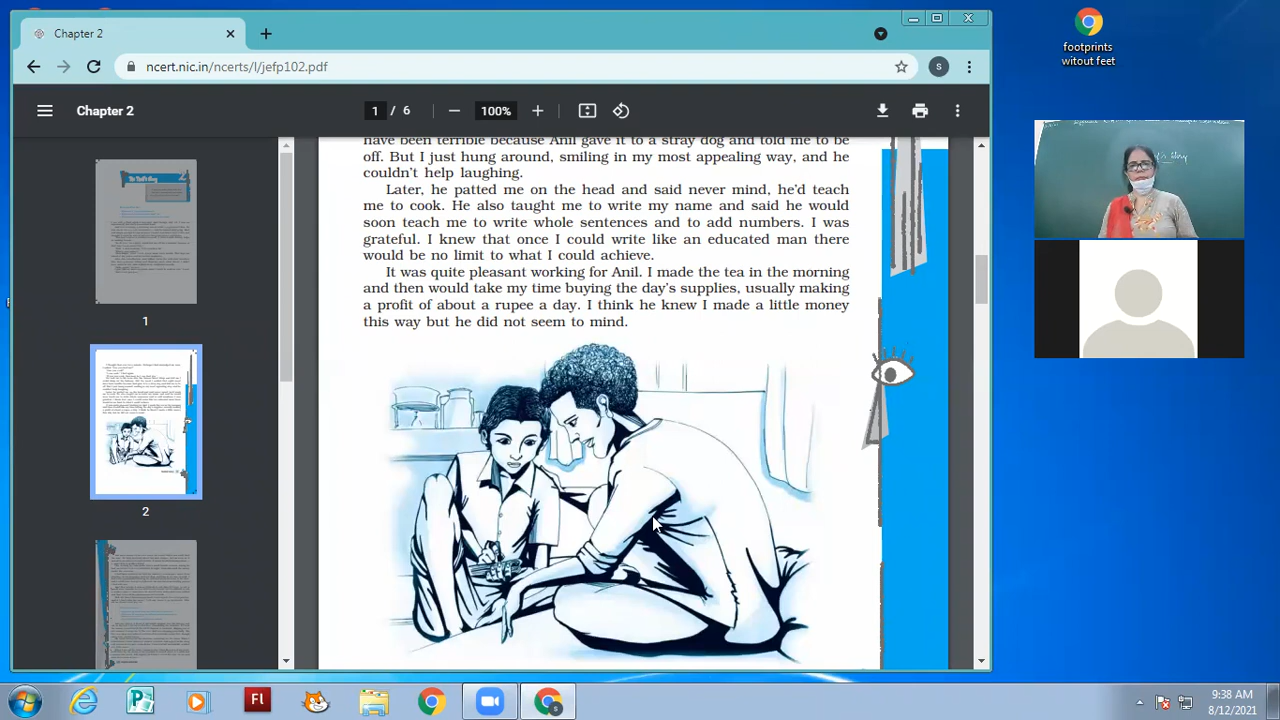 Chapter 2
ncert.nic.in/ncerts/l/jefp102.pdf
s
Chapter 2
1 / 6
100%
have been terrible because Anil gave it to a stray dog and told me to be
off. But I just hung around, smiling in my most appealing way, and he
couldn't help laughing.
Later, he patted me on the head and said never mind, he'd teach
me to cook. He also taught me to write my name and said he would
soon teach me to write whole sentences and to add numbers. I was
grateful. I knew that once I could write like an educated man there
would be no limit to what I could achieve.
It was quite pleasant working for Anil. I made the tea in the morning
and then would take my time buying the day's supplies, usually making
a profit of about a rupee a day. I think he knew I made a little money
this way but he did not seem to mind.
1
2
footprints
witout feet
Fl
9:38 AM
8/12/2021